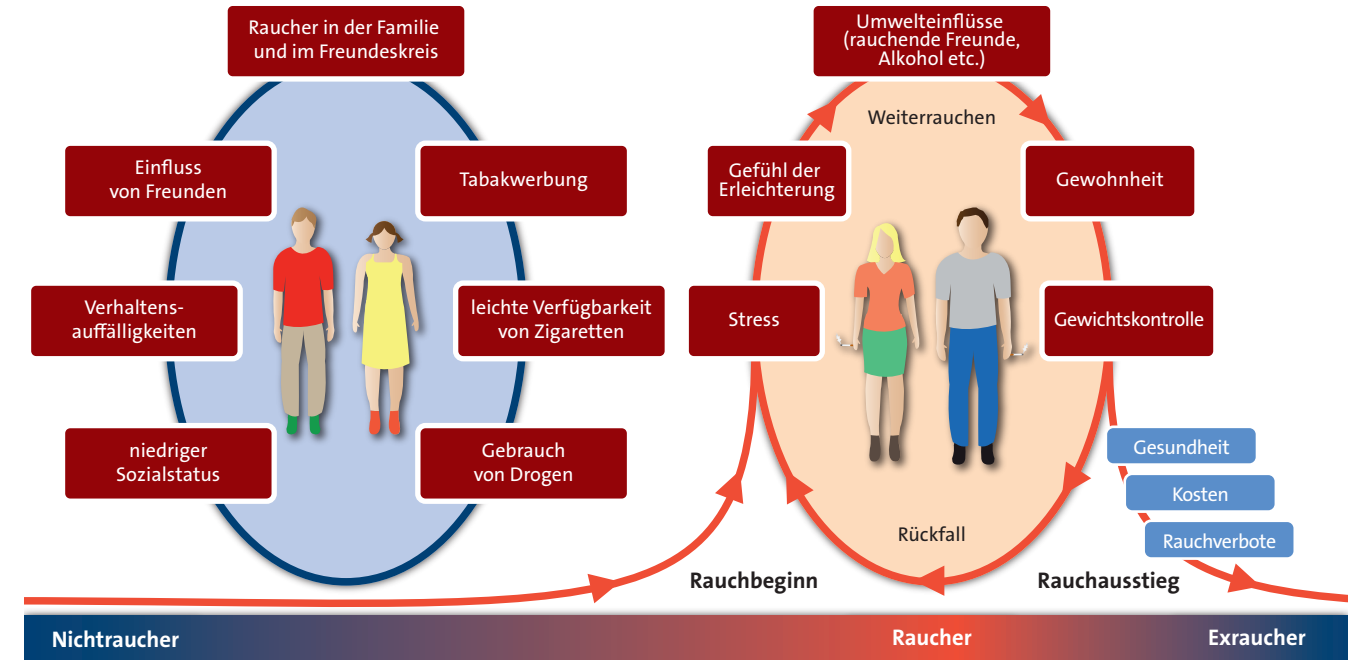 Raucher in der Familie
und im Freundeskreis
Einfluss
von Freunden
Tabakwerbung
Verhaltens-
auffälligkeiten
leichte Verfügbarkeit
von Zigaretten
niedriger
Sozialstatus
Gebrauch
von Drogen
Umwelteinflüsse
(rauchende Freunde,
Alkohol etc.)
Weiterrauchen
Gefühl der
Erleichterung
Gewohnheit
Stress
Gewichtskontrolle
Gesundheit
Kosten
Rauchverbote
Rückfall
Rauchbeginn
Rauchausstieg
Nichtraucher
Raucher
Exraucher